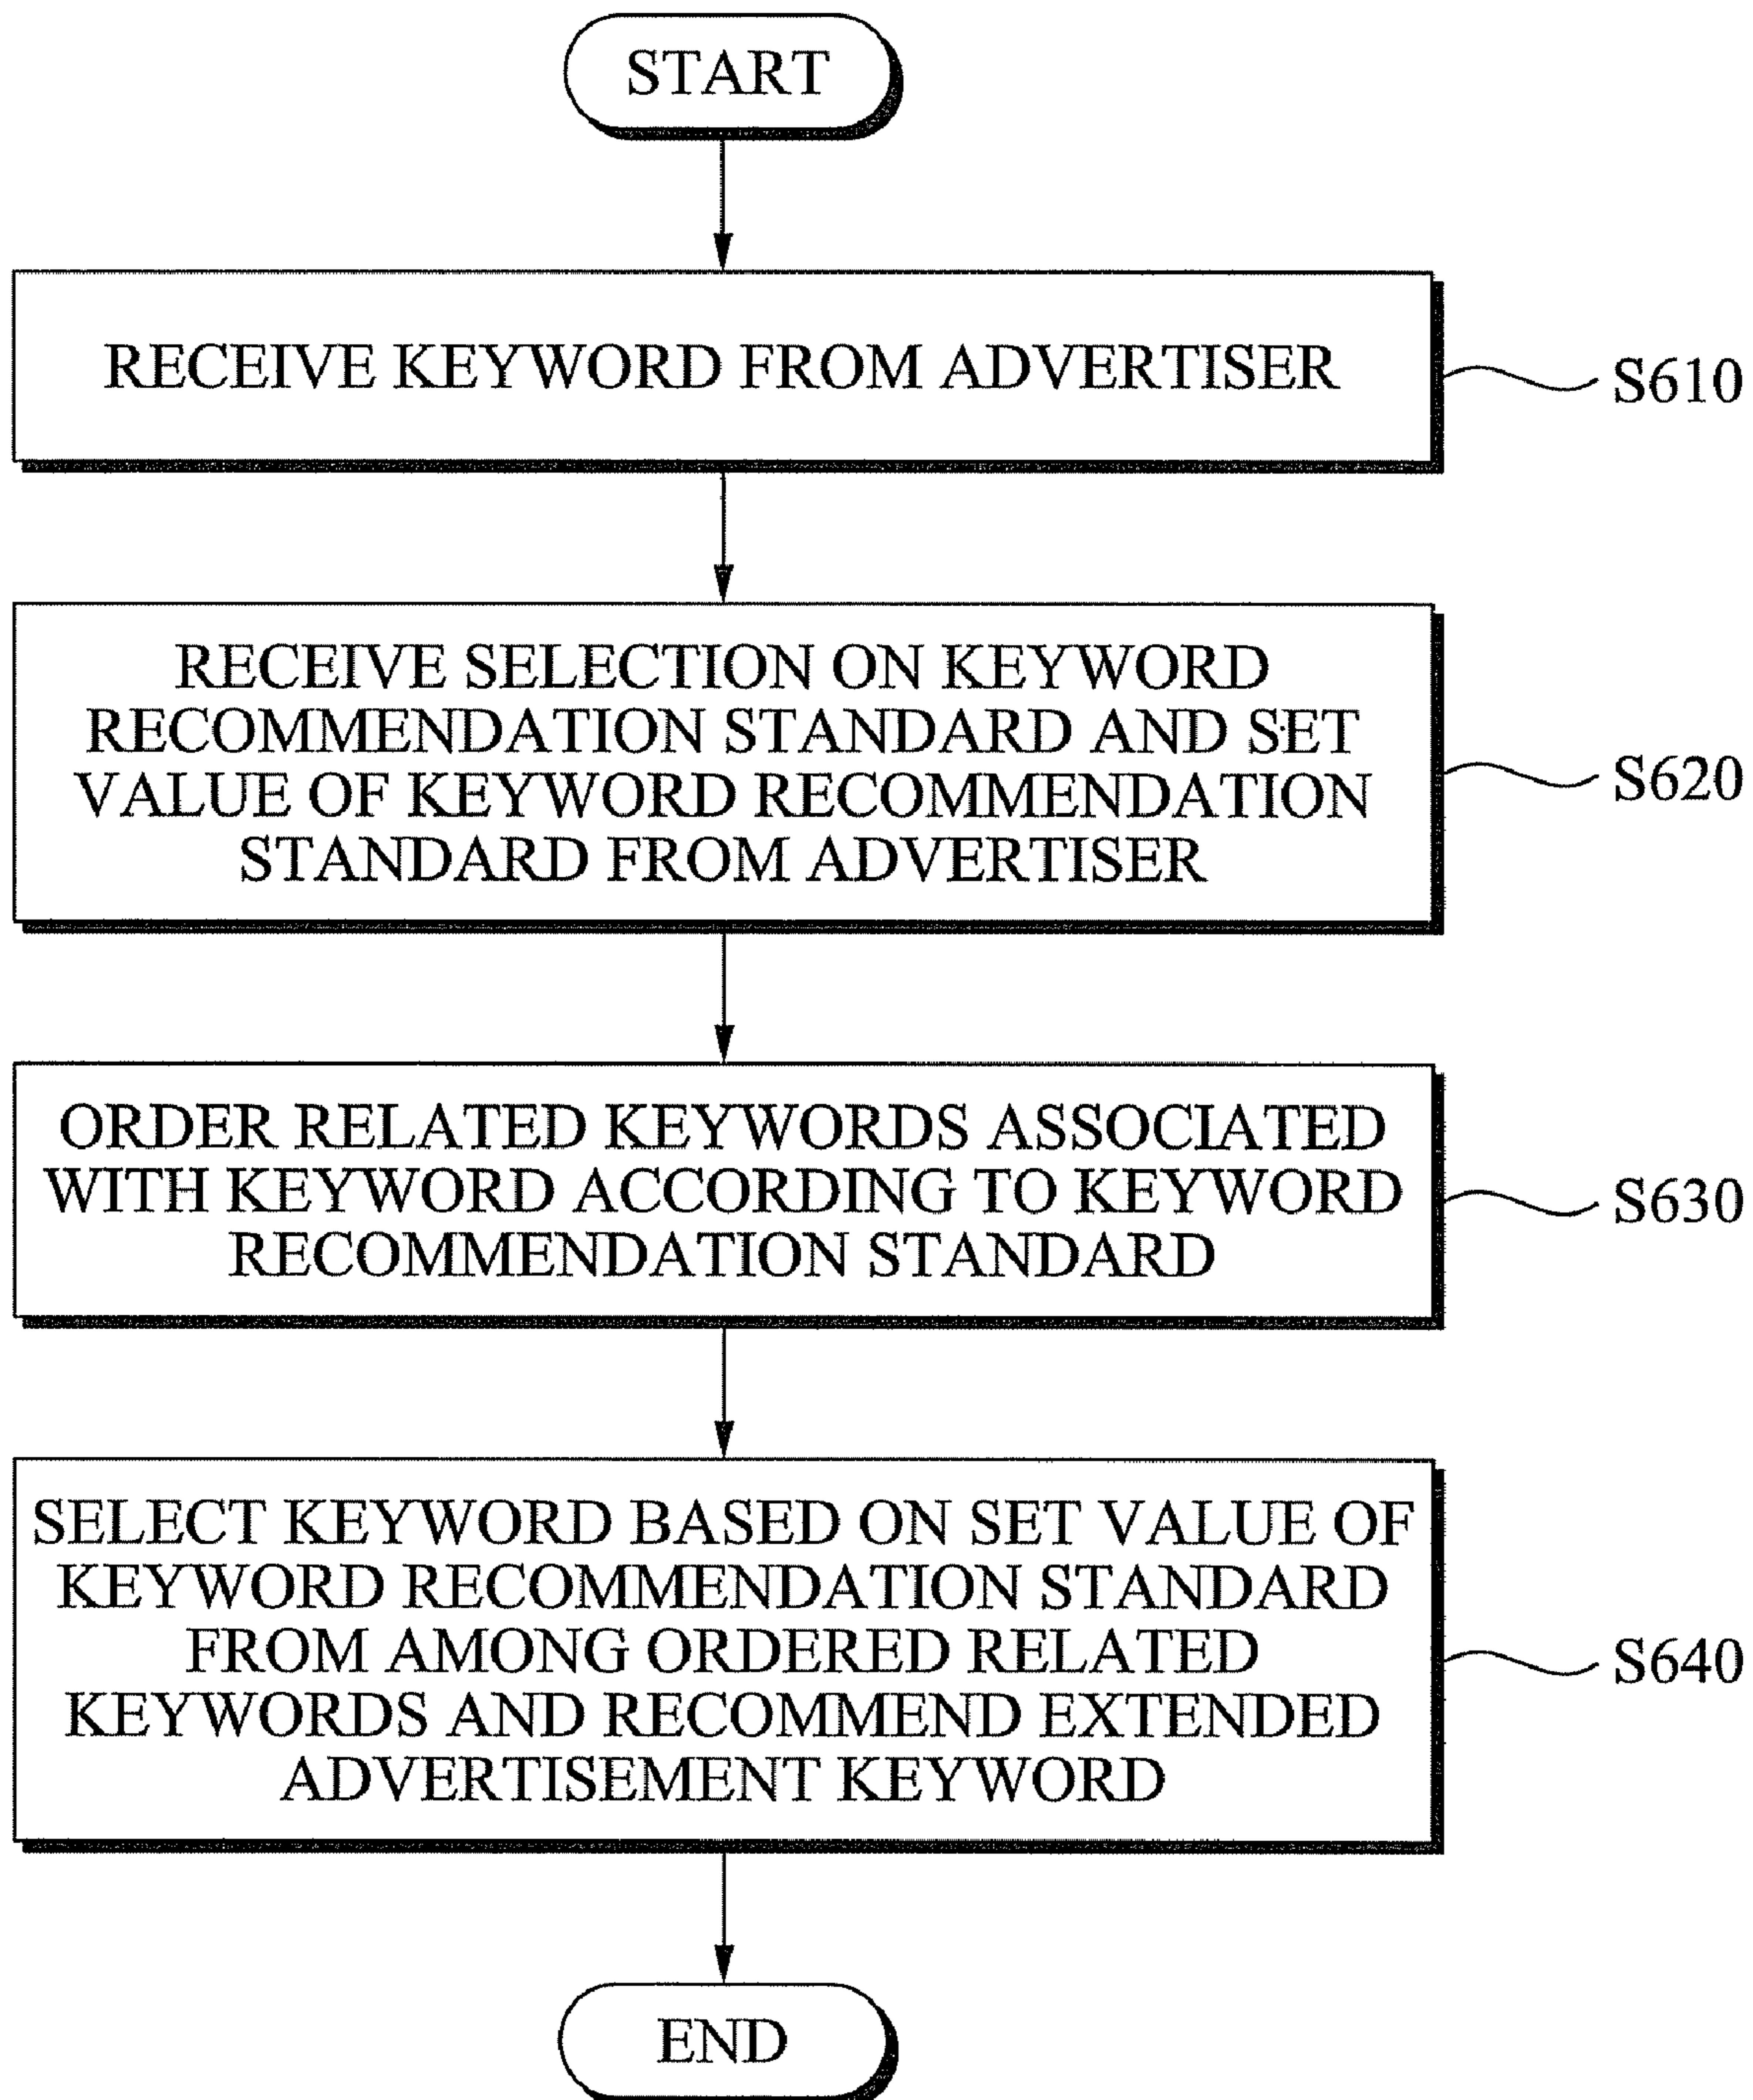 START
RECEIVE KEYWORD FROM ADVERTISER
S610
RECEIVE SELECTION ON KEYWORD
RECOMMENDATION STANDARD AND SET
VALUE OF KEYWORD RECOMMENDATION
STANDARD FROM ADVERTISER
S620
ORDER RELATED KEYWORDS ASSOCIATED
WITH KEYWORD ACCORDING TO KEYWORD
RECOMMENDATION STANDARD
S630
SELECT KEYWORD BASED ON SET VALUE OF
KEYWORD RECOMMENDATION STANDARD
FROM AMONG ORDERED RELATED
KEYWORDS AND RECOMMEND EXTENDED
ADVERTISEMENT KEYWORD
S640
END